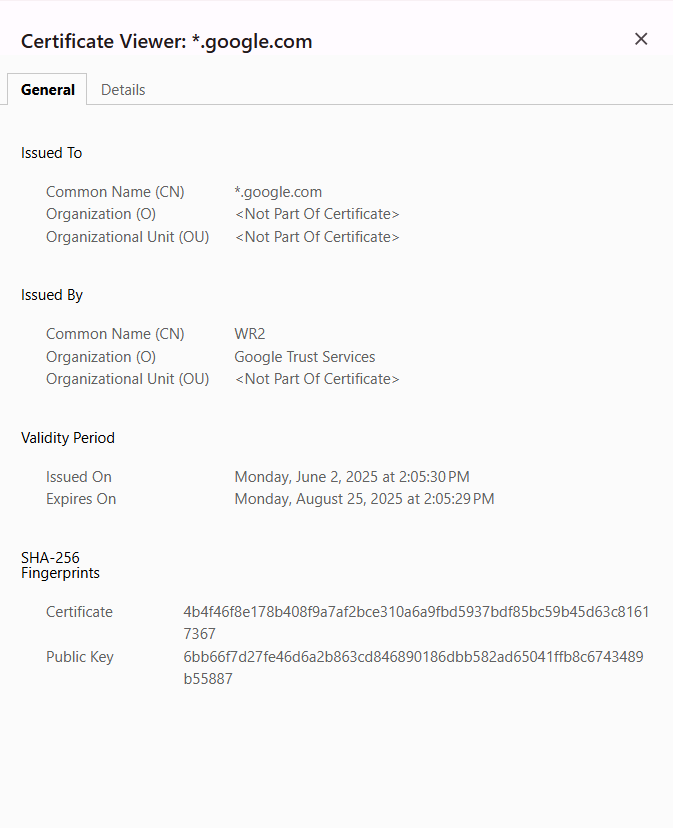 Certificate Viewer: *.google.com
General Details
Issued To
Common Name (CN) *.google.com
Organization (O) <Not Part Of Certificate>
Organizational Unit (OU) <Not Part Of Certificate>
Issued By
Common Name (CN) WR2
Organization (O) Google Trust Services
Organizational Unit (OU) <Not Part Of Certificate>
Validity Period
Issued On Monday, June 2, 2025 at 2:05:30 PM
Expires On Monday, August 25, 2025 at 2:05:29 PM
SHA-256
Fingerprints
Certificate 4b4f46f8e178b408f9a7af2bce310a6a9fbd5937bdf85bc59b45d63c8161
7367
Public Key 6bb66f7d27fe46d6a2b863cd846890186dbb582ad65041ffb8c6743489
b55887